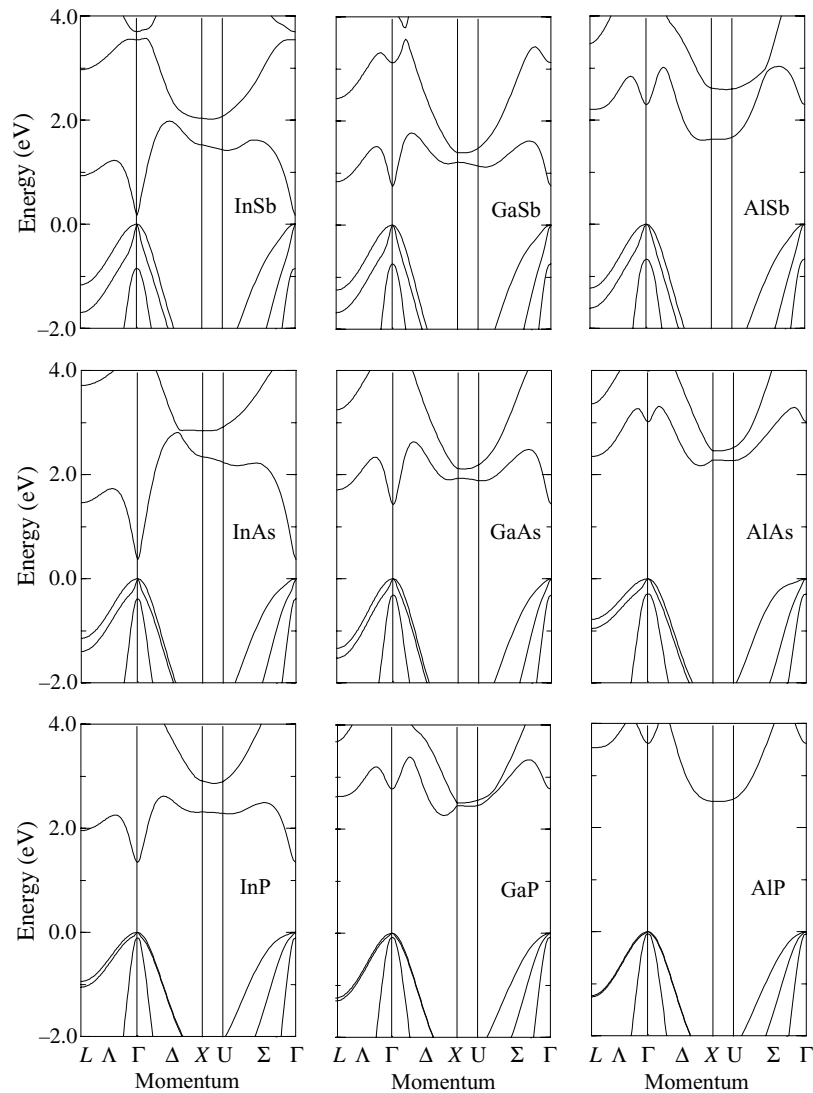 4.0
2.0
0.0
−2.0
Energy (eV)
InSb
GaSb
AlSb
4.0
2.0
0.0
−2.0
Energy (eV)
InAs
GaAs
AlAs
4.0
2.0
0.0
−2.0
Energy (eV)
InP
GaP
AlP
L Λ Γ Δ X U Σ Γ
L Λ Γ Δ X U Σ Γ
L Λ Γ Δ X U Σ Γ
Momentum
Momentum
Momentum